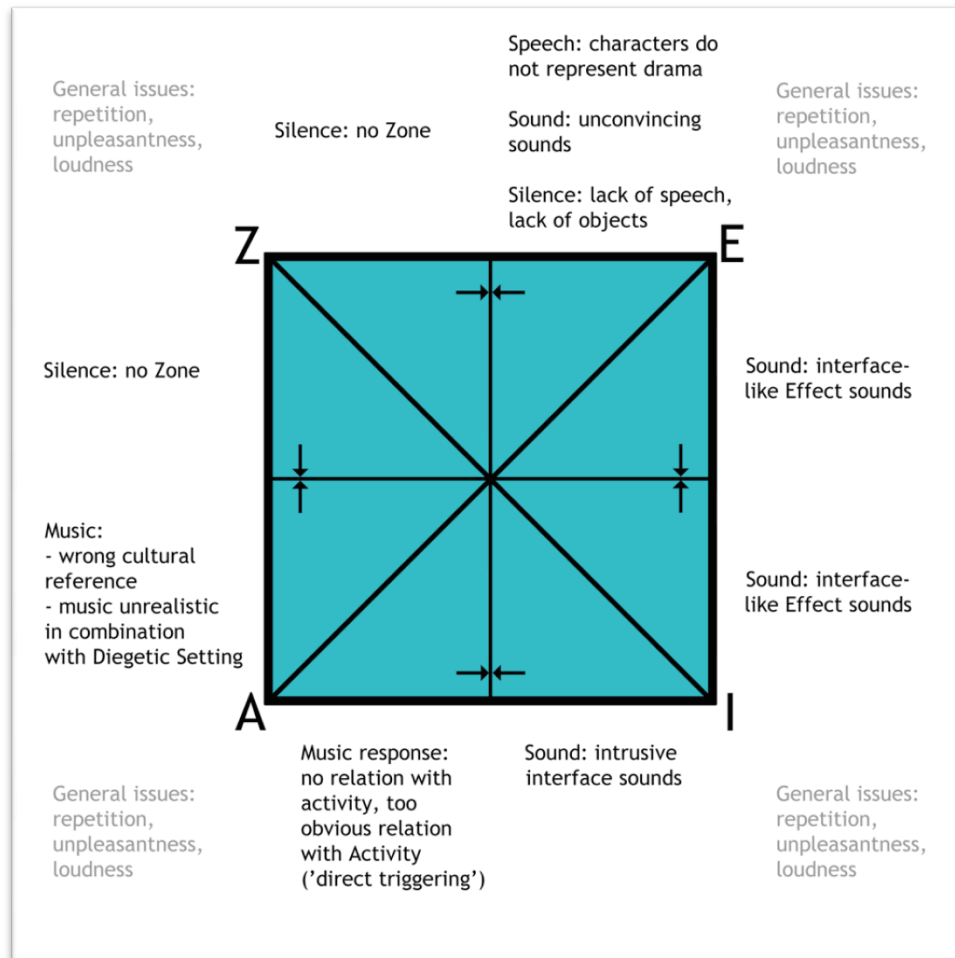 General issues:
repetition,
unpleasantness,
loudness
Silence: no Zone
Speech: characters do
not represent drama
Sound: unconvincing
sounds
Silence: lack of speech,
lack of objects
General issues:
repetition,
unpleasantness,
loudness
Z
E
Silence: no Zone
Sound: interface-
like Effect sounds
Music:
- wrong cultural
reference
- music unrealistic
in combination
with Diegetic Setting
Sound: interface-
like Effect sounds
A
I
General issues:
repetition,
unpleasantness,
loudness
Music response:
no relation with
activity, too
obvious relation
with Activity
(’direct triggering’)
Sound: intrusive
interface sounds
General issues:
repetition,
unpleasantness,
loudness